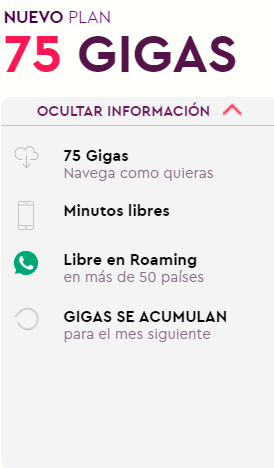 NUEVO PLAN
75 GIGAS
OCULTAR INFORMACIÓN
75 Gigas
Navega como quieras
Minutos libres
Libre en Roaming
en más de 50 países
GIGAS SE ACUMULAN
para el mes siguiente